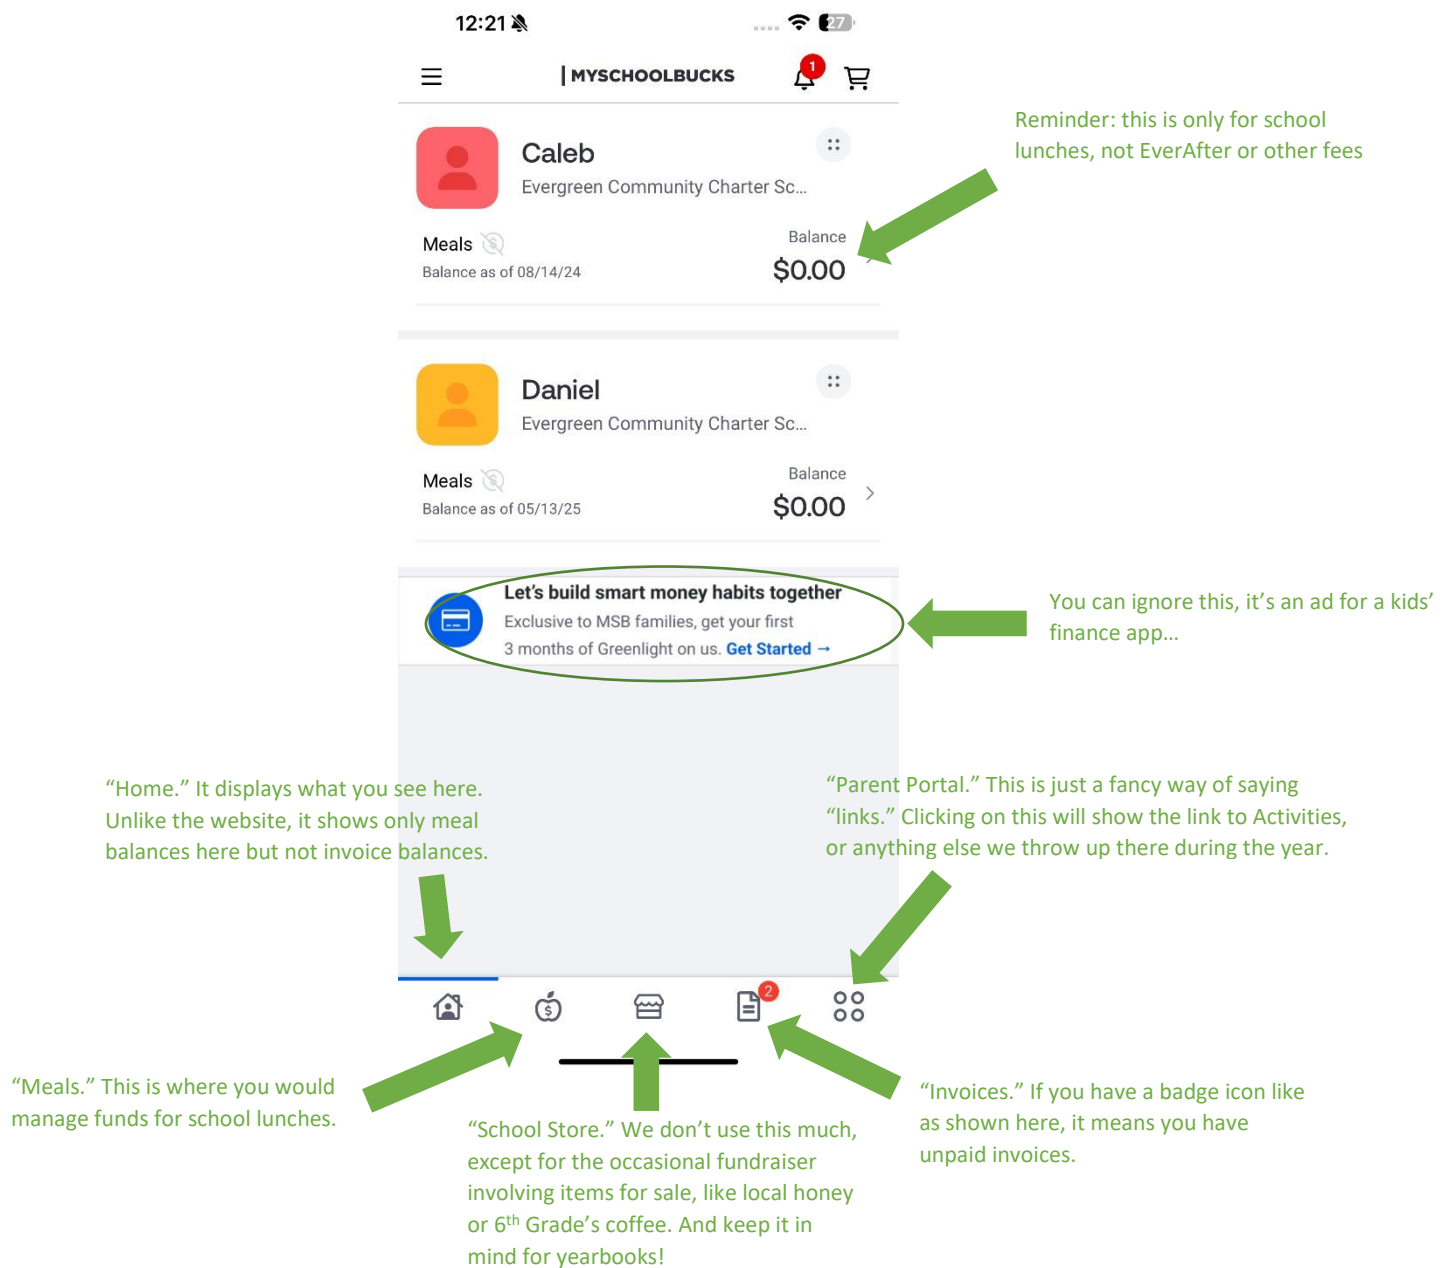 12:21
27
| MYSCHOOLBUCKS
1
Caleb
Evergreen Community Charter Sc...
Meals
Balance as of 08/14/24
Balance
$0.00
Reminder: this is only for school
lunches, not EverAfter or other fees
Daniel
Evergreen Community Charter Sc...
Meals
Balance as of 05/13/25
Balance
$0.00
Let’s build smart money habits together
Exclusive to MSB families, get your first
3 months of Greenlight on us. Get Started →
You can ignore this, it’s an ad for a kids’
finance app…
“Home.” It displays what you see here.
Unlike the website, it shows only meal
balances here but not invoice balances.
“Parent Portal.” This is just a fancy way of saying
“links.” Clicking on this will show the link to Activities,
or anything else we throw up there during the year.
$
2
“Meals.” This is where you would
manage funds for school lunches.
“School Store.” We don’t use this much,
except for the occasional fundraiser
involving items for sale, like local honey
or 6th Grade’s coffee. And keep it in
mind for yearbooks!
“Invoices.” If you have a badge icon like
as shown here, it means you have
unpaid invoices.